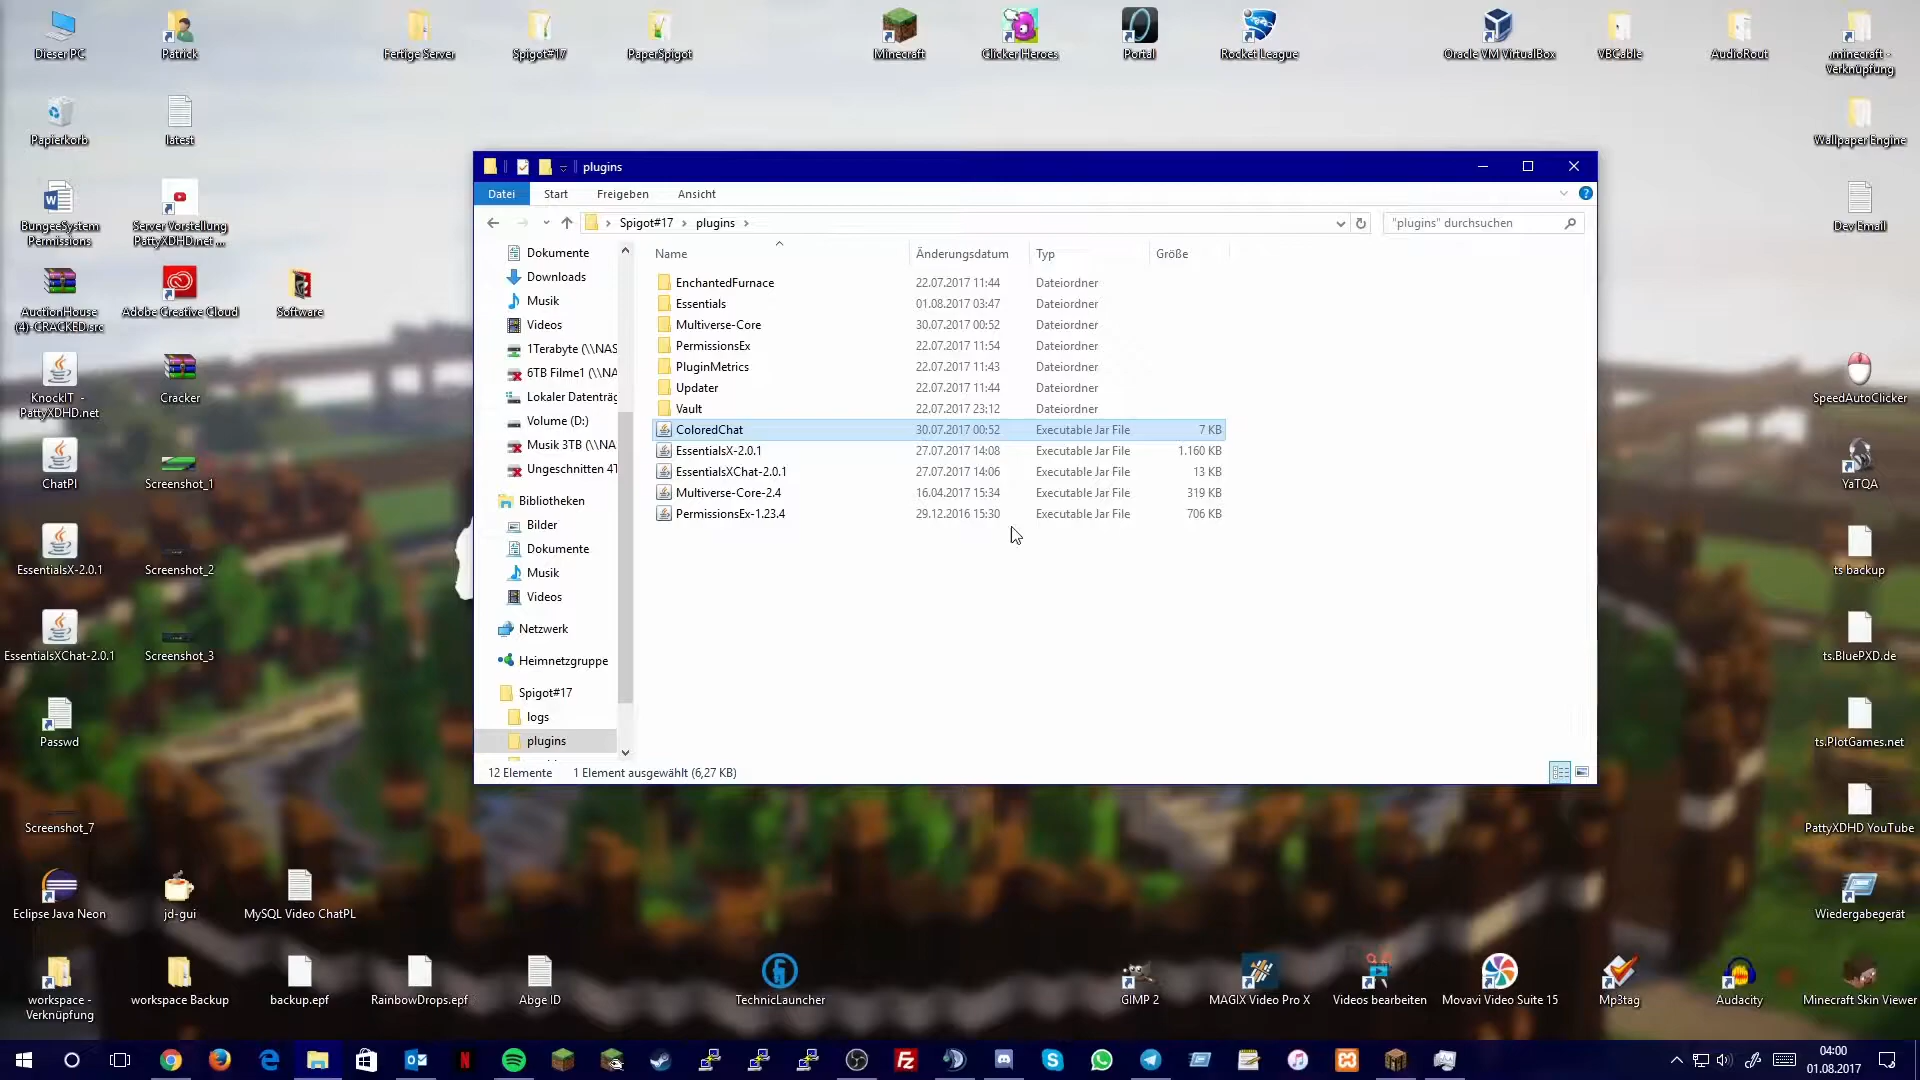 Dieser PC
Patrick
Fertige Server
Spigot#17
PaperSpigot
Minecraft
Clicker Heroes
Portal
Rocket League
Oracle VM VirtualBox
VBCable
AudioRout
.minecraft -
Verknüpfung
Papierkorb
latest
Wallpaper Engine
BungeeSystem
Permissions
Server Vorstellung
PattyXDHD.net ...
Dev Email
AuctionHouse
(4)-CRACKED.src
Adobe Creative Cloud
Software
KnockIT -
PattyXDHD.net
Cracker
SpeedAutoClicker
ChatPl
Screenshot_1
YaTQA
EssentialsX-2.0.1
Screenshot_2
ts backup
EssentialsXChat-2.0.1
Screenshot_3
ts.BluePXD.de
Passwd
ts.PlotGames.net
Screenshot_7
PattyXDHD YouTube
Eclipse Java Neon
jd-gui
MySQL Video ChatPL
Wiedergabegerät
workspace -
Verknüpfung
workspace Backup
backup.epf
RainbowDrops.epf
Abge ID
TechnicLauncher
GIMP 2
MAGIX Video Pro X
Videos bearbeiten
Movavi Video Suite 15
Mp3tag
Audacity
Minecraft Skin Viewer
plugins
Datei
Start
Freigeben
Ansicht
Spigot#17 > plugins >
"plugins" durchsuchen
Dokumente
Downloads
Musik
Videos
1Terabyte (\\NAS
6TB Filme1 (\\NA
Lokaler Datenträg
Volume (D:)
Musik 3TB (\\NA
Ungeschnitten 4T
Bibliotheken
Bilder
Dokumente
Musik
Videos
Netzwerk
Heimnetzgruppe
Spigot#17
logs
plugins
Name Änderungsdatum Typ Größe
EnchantedFurnace 22.07.2017 11:44 Dateiordner
Essentials 01.08.2017 03:47 Dateiordner
Multiverse-Core 30.07.2017 00:52 Dateiordner
PermissionsEx 22.07.2017 11:54 Dateiordner
PluginMetrics 22.07.2017 11:43 Dateiordner
Updater 22.07.2017 11:44 Dateiordner
Vault 22.07.2017 23:12 Dateiordner
ColoredChat 30.07.2017 00:52 Executable Jar File 7 KB
EssentialsX-2.0.1 27.07.2017 14:08 Executable Jar File 1.160 KB
EssentialsXChat-2.0.1 27.07.2017 14:06 Executable Jar File 13 KB
Multiverse-Core-2.4 16.04.2017 15:34 Executable Jar File 319 KB
PermissionsEx-1.23.4 29.12.2016 15:30 Executable Jar File 706 KB
12 Elemente 1 Element ausgewählt (6,27 KB)
04:00
01.08.2017